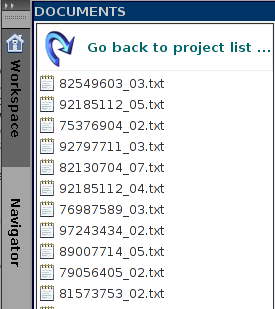 DOCUMENTS
Go back to project list ...
Workspace
Navigator
82549603_03.txt
92185112_05.txt
75376904_02.txt
92797711_03.txt
82130704_07.txt
92185112_04.txt
76987589_03.txt
97243434_02.txt
89007714_05.txt
79056405_02.txt
81573753_02.txt